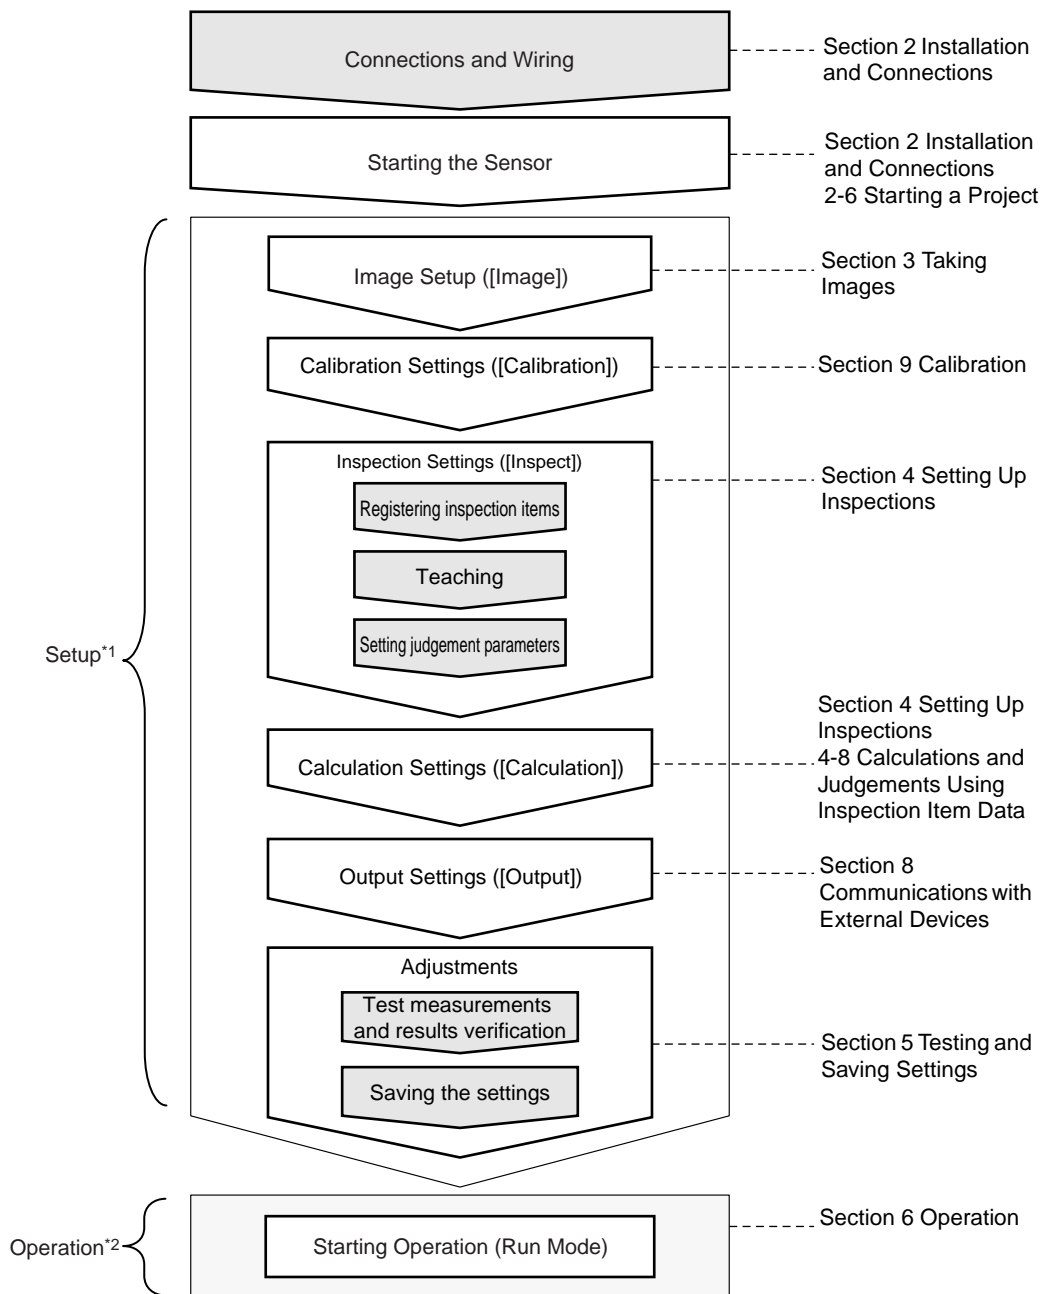 Connections and Wiring
Section 2 Installation
and Connections
Starting the Sensor
Section 2 Installation
and Connections
2-6 Starting a Project
Image Setup ([Image])
Section 3 Taking
Images
Calibration Settings ([Calibration])
Section 9 Calibration
Inspection Settings ([Inspect])
Registering inspection items
Teaching
Setting judgement parameters
Section 4 Setting Up
Inspections
Setup*1
Calculation Settings ([Calculation])
Section 4 Setting Up
Inspections
4-8 Calculations and
Judgements Using
Inspection Item Data
Output Settings ([Output])
Section 8
Communications with
External Devices
Adjustments
Test measurements
and results verification
Saving the settings
Section 5 Testing and
Saving Settings
Operation*2
Starting Operation (Run Mode)
Section 6 Operation